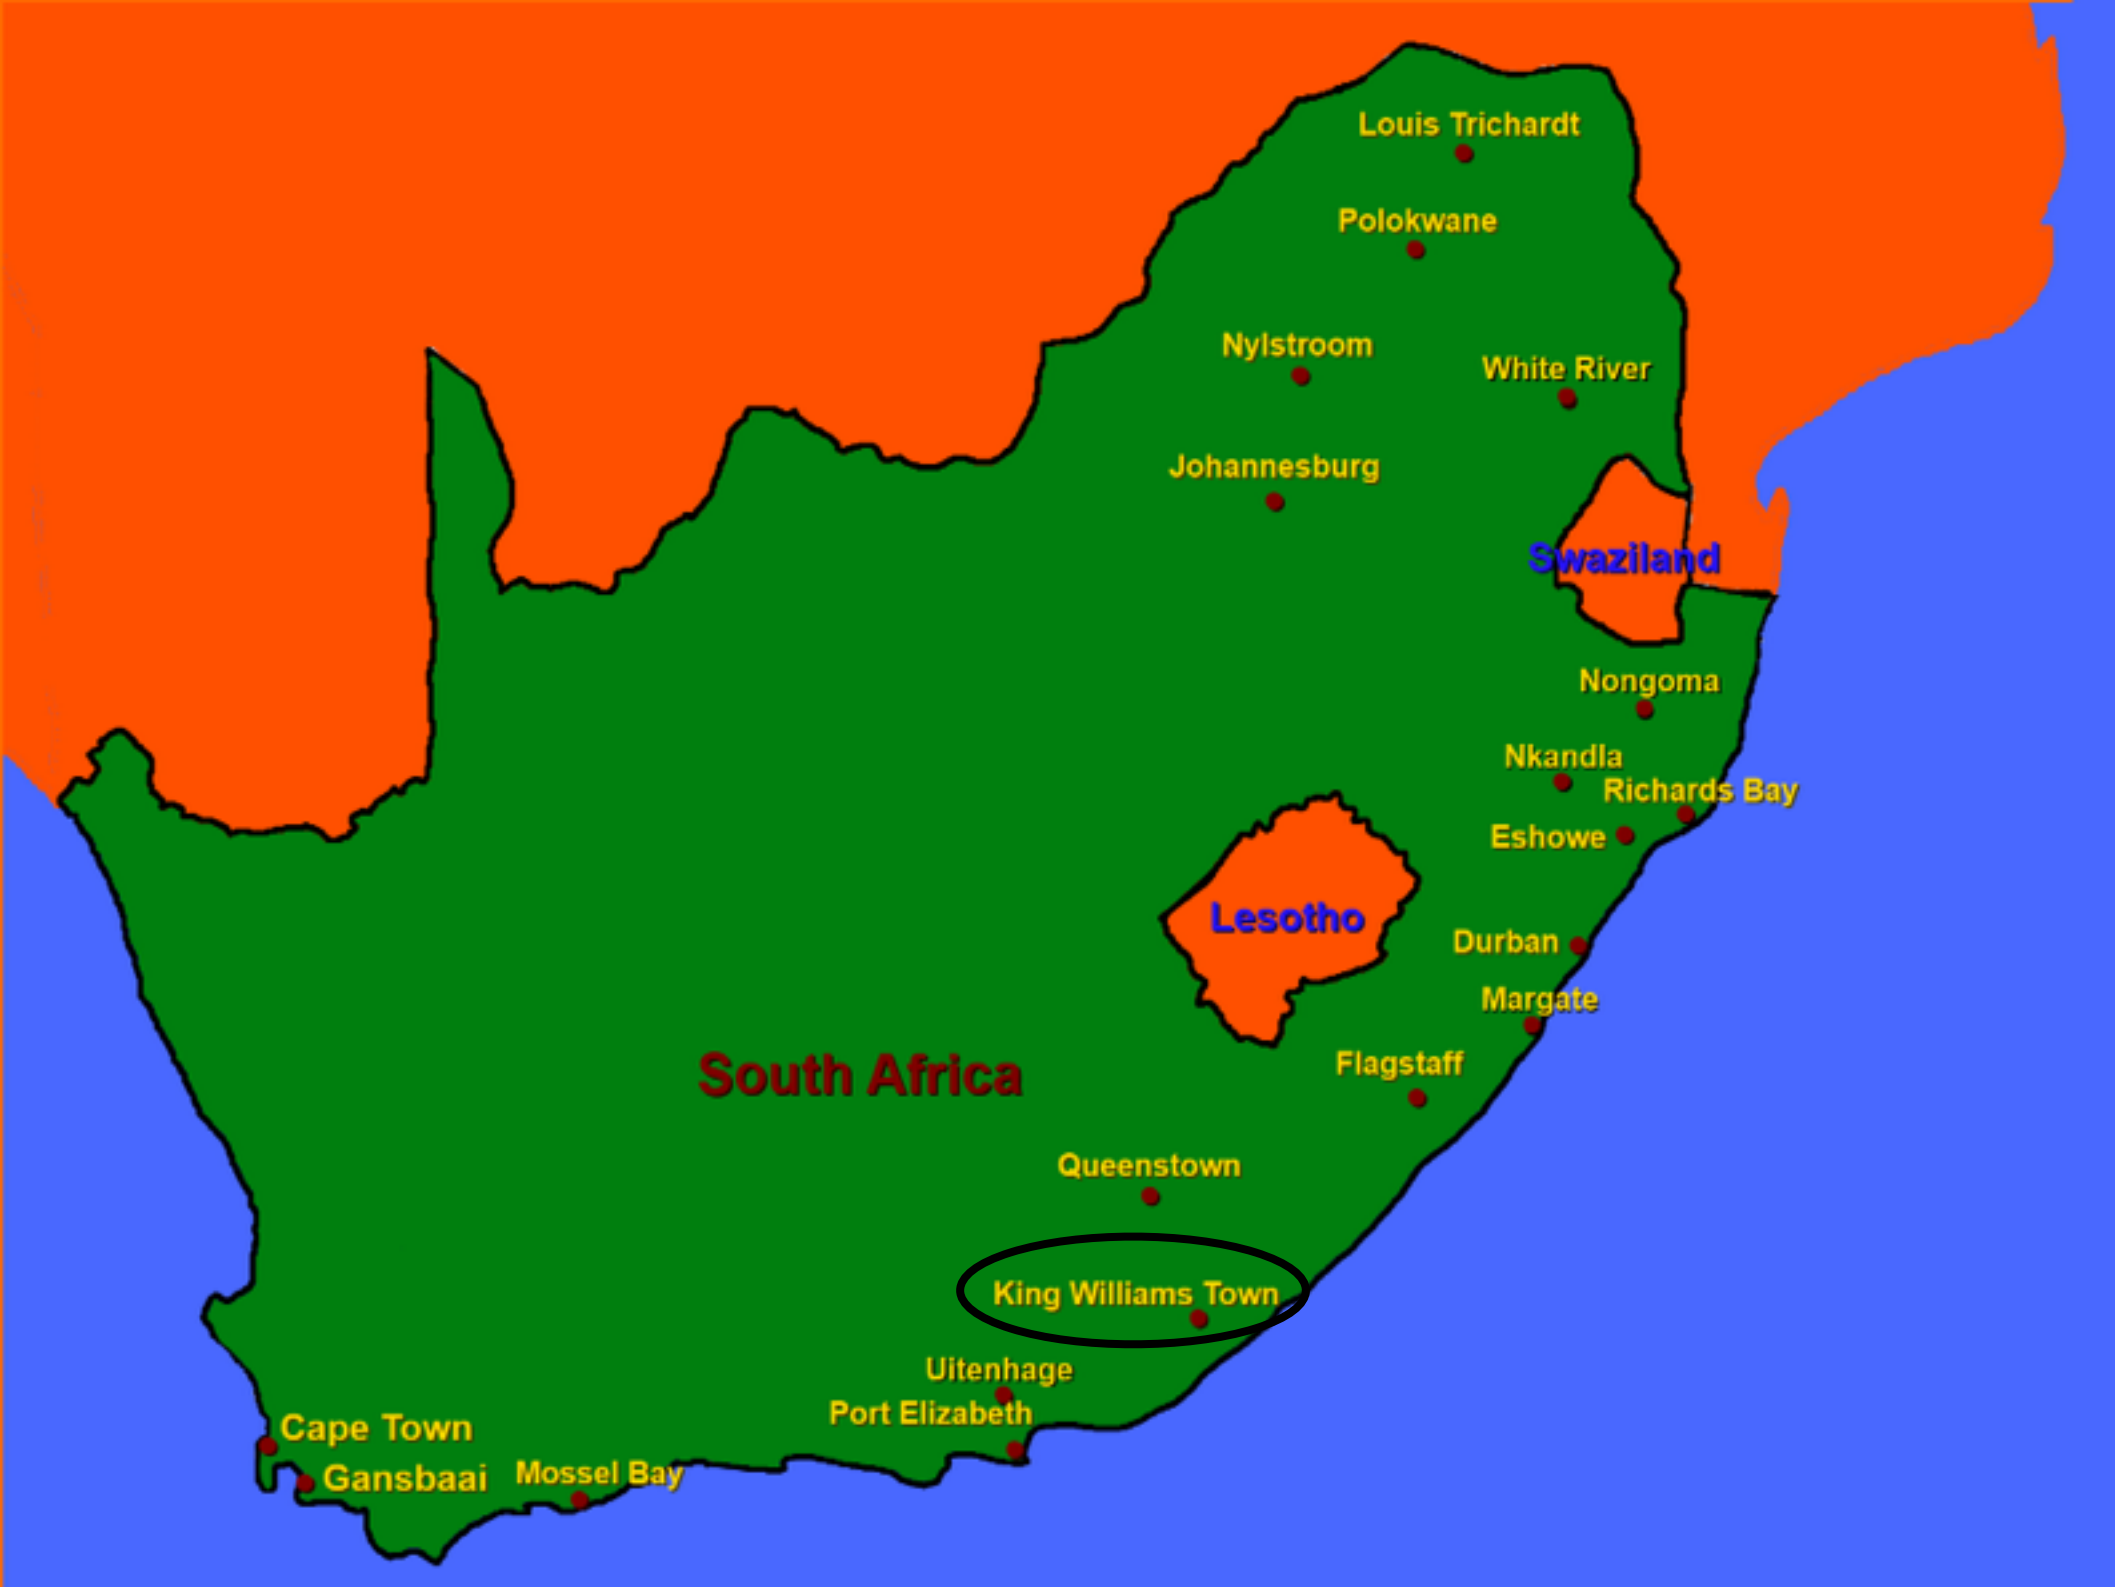 Louis Trichardt
Polokwane
Nylstroom
White River
Johannesburg
Swaziland
Nongoma
Nkandla
Richards Bay
Eshowe
Lesotho
Durban
Margate
Flagstaff
South Africa
Queenstown
King Williams Town
Uitenhage
Port Elizabeth
Cape Town
Gansbaai
Mossel Bay